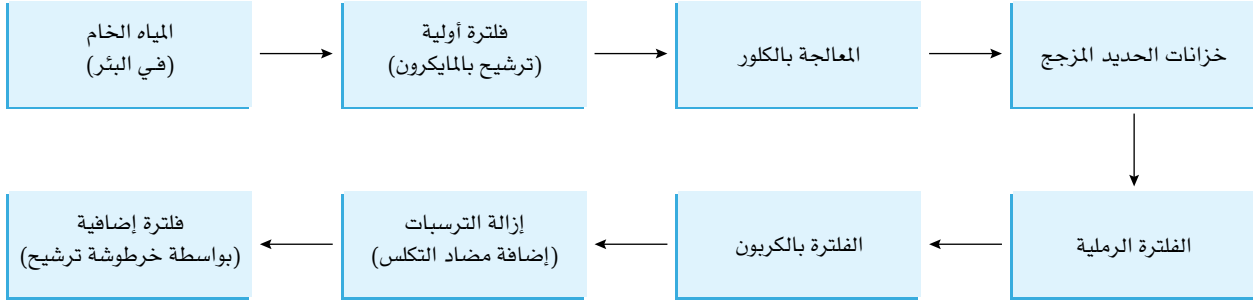 المياه الخام
(في البئر)
فلترة أولية
(ترشيح بالمايكرون)
المعالجة بالكلور
خزانات الحديد المزجج
الفلترة الرملية
الفلترة بالكربون
إزالة الترسبات
(إضافة مضاد التكلس)
فلترة إضافية
(بواسطة خرطوشة ترشيح)